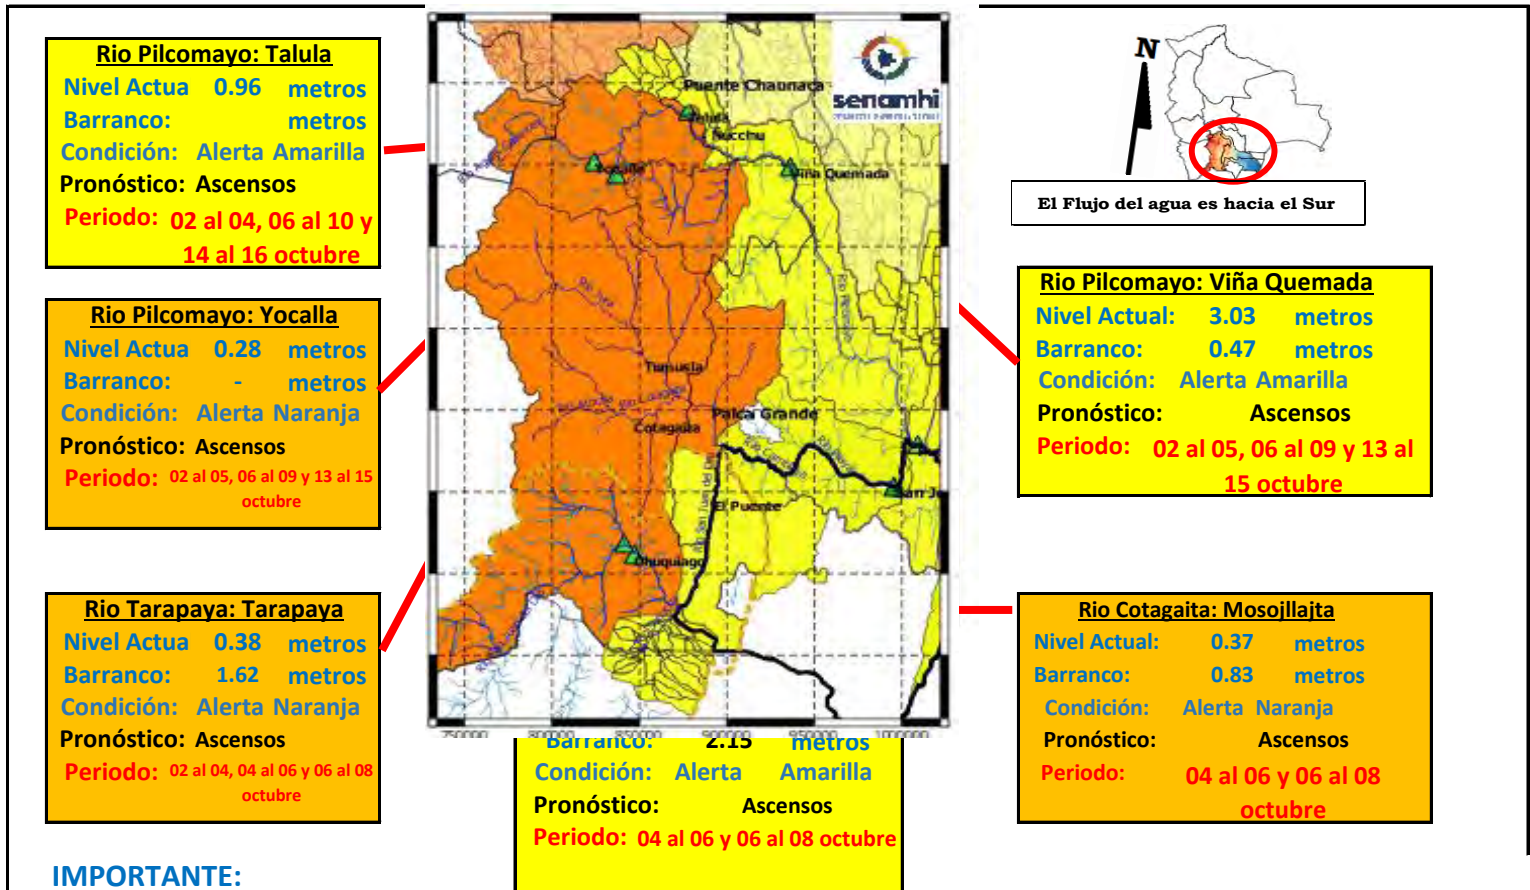 Rio Pilcomayo: Talula
Nivel Actua 0.96 metros
Barranco: metros
Condición: Alerta Amarilla
Pronóstico: Ascensos
Periodo: 02 al 04, 06 al 10 y
14 al 16 octubre
Rio Pilcomayo: Yocalla
Nivel Actua 0.28 metros
Barranco: - metros
Condición: Alerta Naranja
Pronóstico: Ascensos
Periodo: 02 al 05, 06 al 09 y 13 al 15
octubre
Rio Tarapaya: Tarapaya
Nivel Actua 0.38 metros
Barranco: 1.62 metros
Condición: Alerta Naranja
Pronóstico: Ascensos
Periodo: 02 al 04, 04 al 06 y 06 al 08
octubre
senamhi
Puente Chaunaca
Nucchu
Viña Quemada
Tumusla
Palca Grande
Cotagaita
El Puente
Chuquiago
Barranco: 2.15 metros
Condición: Alerta Amarilla
Pronóstico: Ascensos
Periodo: 04 al 06 y 06 al 08 octubre
N
El Flujo del agua es hacia el Sur
Rio Pilcomayo: Viña Quemada
Nivel Actual: 3.03 metros
Barranco: 0.47 metros
Condición: Alerta Amarilla
Pronóstico: Ascensos
Periodo: 02 al 05, 06 al 09 y 13 al
15 octubre
Rio Cotagaita: Mosojllajta
Nivel Actual: 0.37 metros
Barranco: 0.83 metros
Condición: Alerta Naranja
Pronóstico: Ascensos
Periodo: 04 al 06 y 06 al 08
octubre
IMPORTANTE: